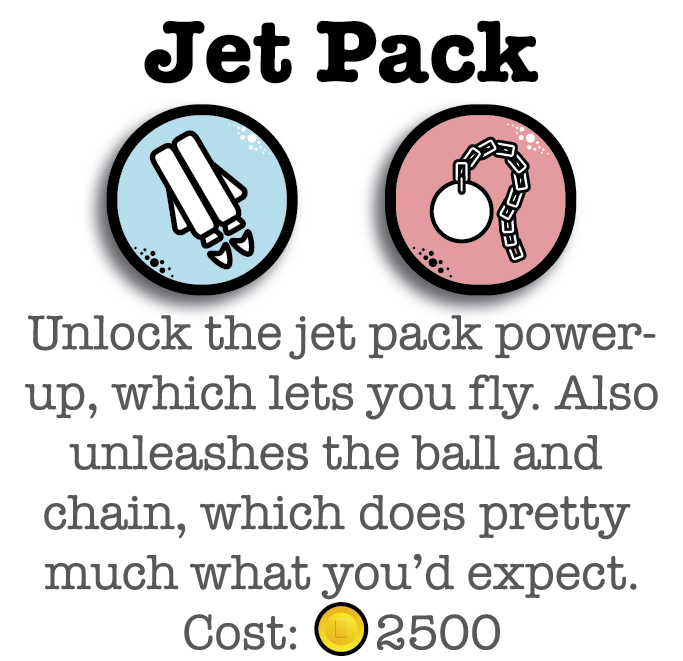 Jet Pack
Unlock the jet pack power-
up, which lets you fly. Also
unleashes the ball and
chain, which does pretty
much what you’d expect.
Cost: 2500